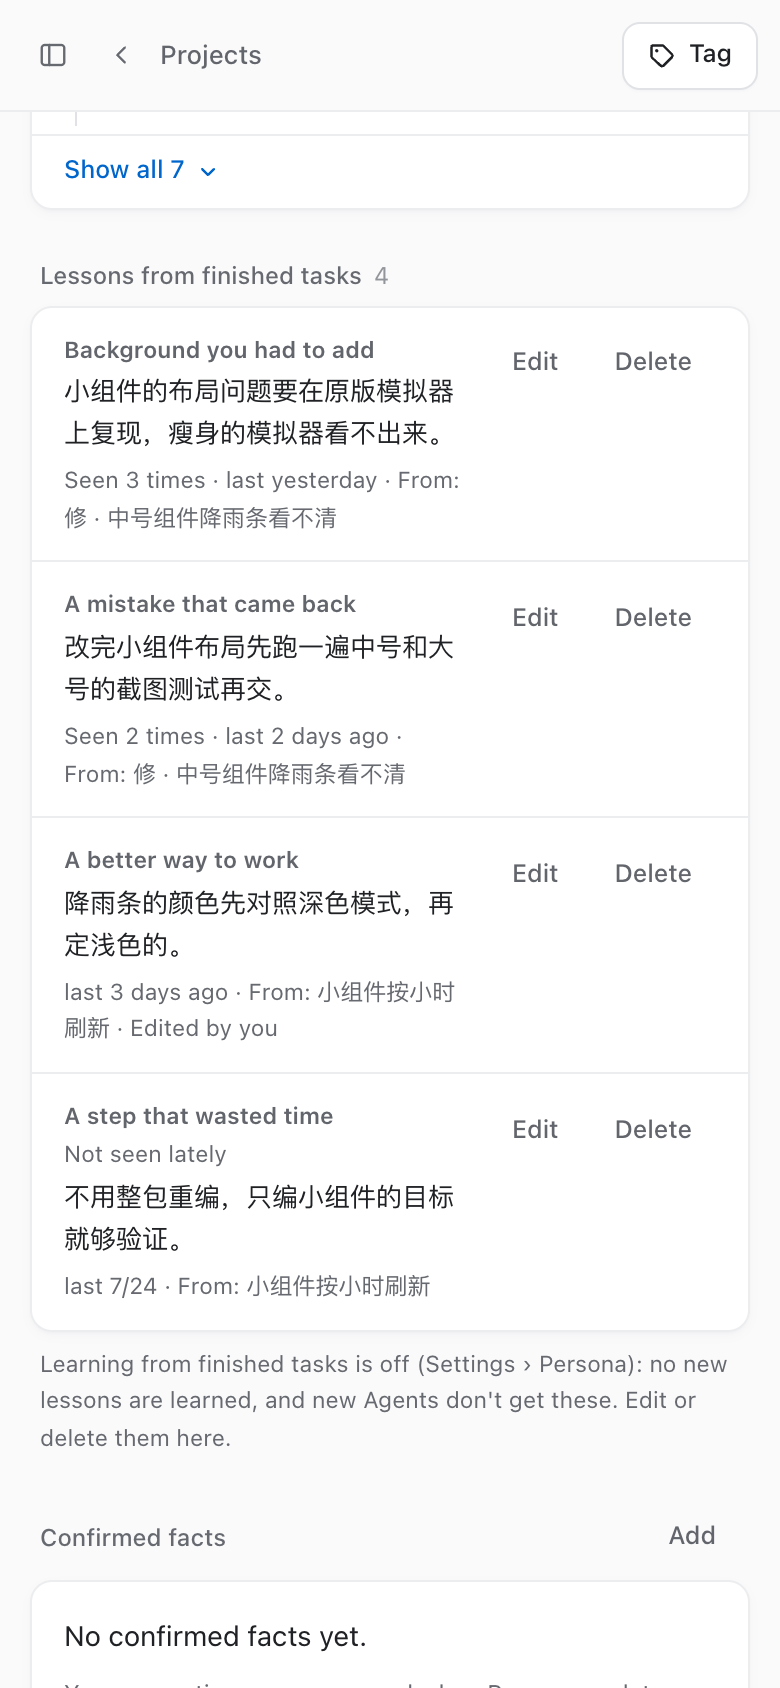 Projects
Tag
Show all 7
Lessons from finished tasks 4
Background you had to add
Edit
Delete
小组件的布局问题要在原版模拟器
上复现，瘦身的模拟器看不出来。
Seen 3 times · last yesterday · From:
修 · 中号组件降雨条看不清
A mistake that came back
Edit
Delete
改完小组件布局先跑一遍中号和大
号的截图测试再交。
Seen 2 times · last 2 days ago ·
From: 修 · 中号组件降雨条看不清
A better way to work
Edit
Delete
降雨条的颜色先对照深色模式，再
定浅色的。
last 3 days ago · From: 小组件按小时
刷新 · Edited by you
A step that wasted time
Edit
Delete
Not seen lately
不用整包重编，只编小组件的目标
就够验证。
last 7/24 · From: 小组件按小时刷新
Learning from finished tasks is off (Settings › Persona): no new
lessons are learned, and new Agents don't get these. Edit or
delete them here.
Confirmed facts
Add
No confirmed facts yet.